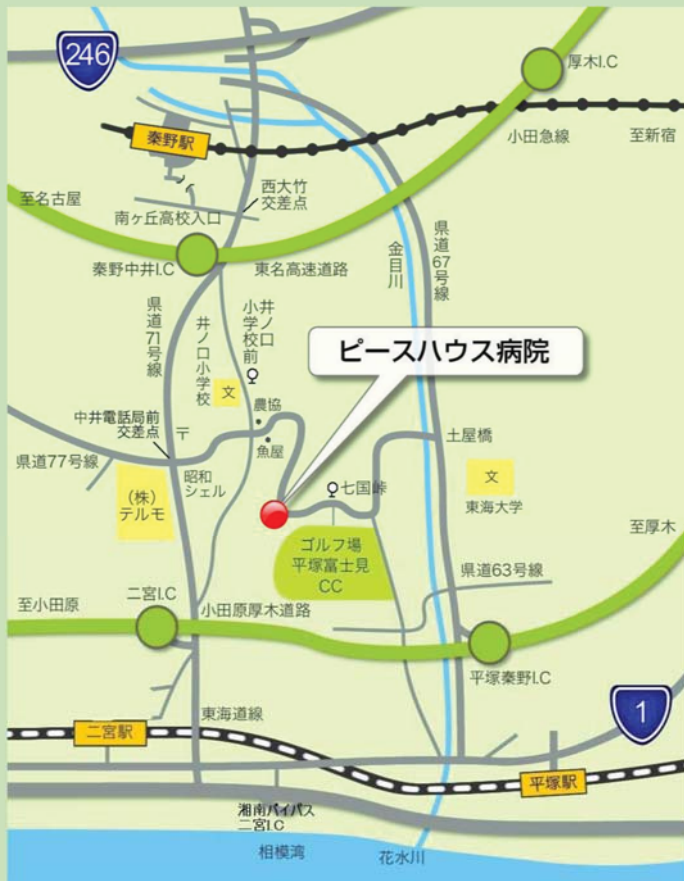 246
厚木I.C
秦野駅
小田急線
至新宿
至名古屋
西大竹
交差点
南ヶ丘高校入口
秦野中井I.C
東名高速道路
金目川
県道67号線
県道71号線
井ノ口小学校
井ノ口
小学校前
ピースハウス病院
文
農協
魚屋
中井電話局前
交差点
〒
土屋橋
県道77号線
昭和
シェル
七国峠
文
東海大学
(株)
テルモ
ゴルフ場
平塚富士見
CC
至厚木
県道63号線
至小田原
二宮I.C
小田原厚木道路
平塚秦野I.C
1
東海道線
二宮駅
平塚駅
湘南バイパス
二宮I.C
相模湾
花水川